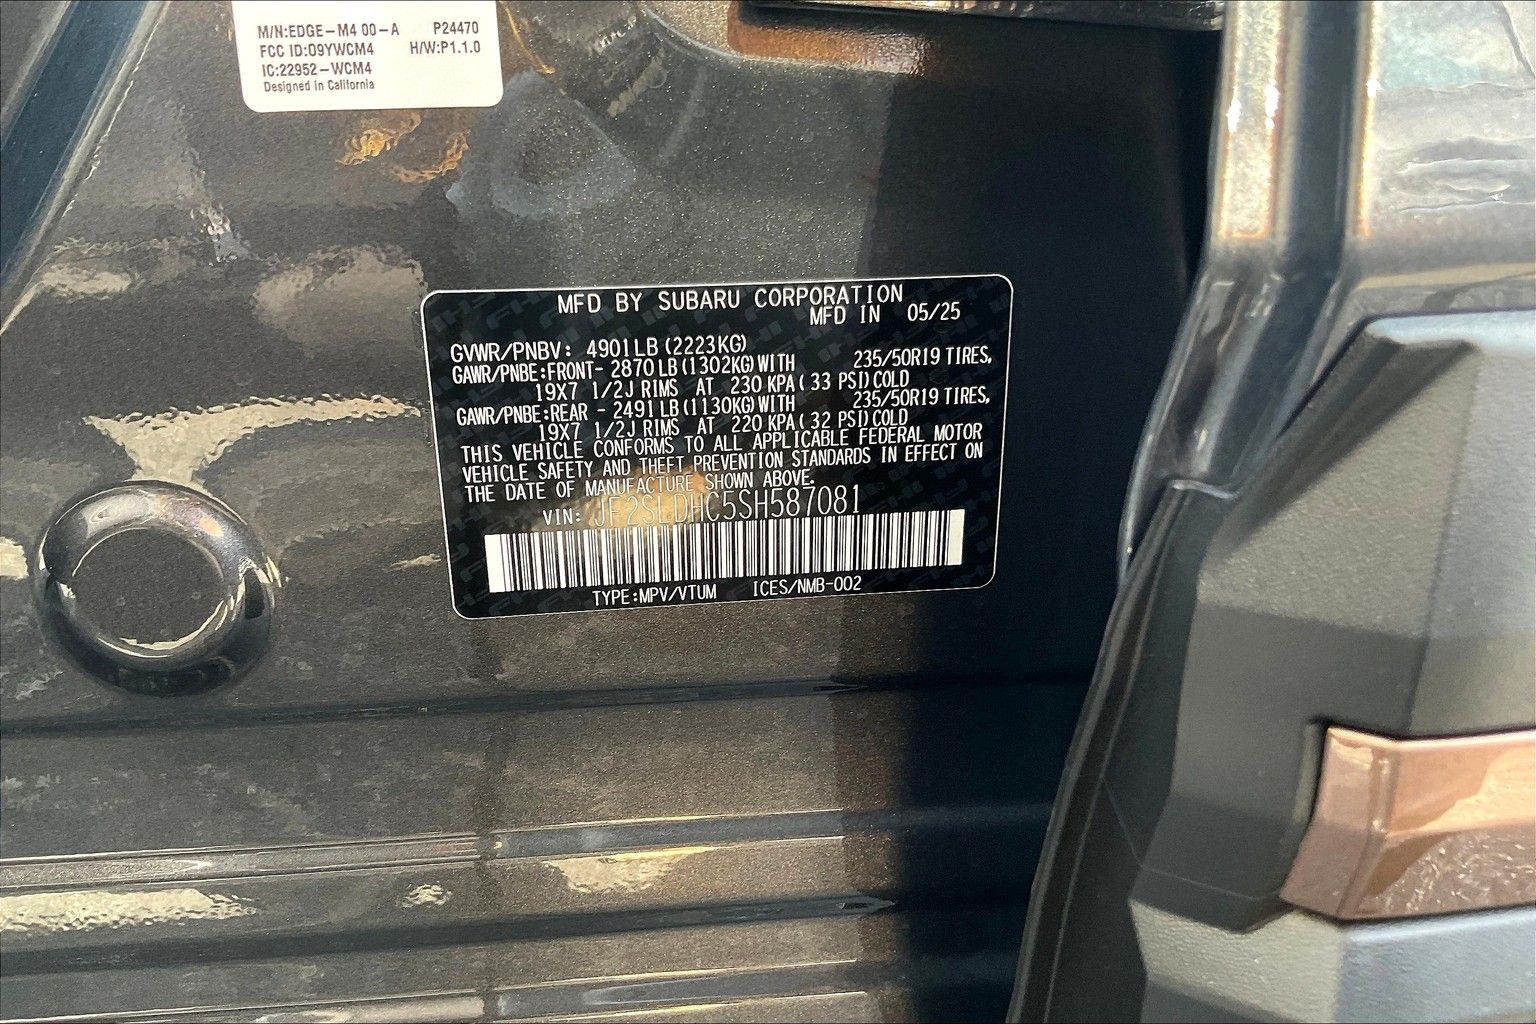 M/N:EDGE-M4 00-A P24470
FCC ID:O9YWCM4 H/W:P1.1.0
IC:22952-WCM4
Designed in California
MFD BY SUBARU CORPORATION
MFD IN 05/25
GVWR/PNBV: 4901LB (2223KG)
GAWR/PNBE:FRONT- 2870LB (1302KG) WITH 235/50R19 TIRES,
19X7 1/2J RIMS AT 230 KPA( 33 PSI) COLD
GAWR/PNBE:REAR - 2491LB (1130KG) WITH 235/50R19 TIRES,
19X7 1/2J RIMS AT 220 KPA( 32 PSI) COLD
THIS VEHICLE CONFORMS TO ALL APPLICABLE FEDERAL MOTOR
VEHICLE SAFETY AND THEFT PREVENTION STANDARDS IN EFFECT ON
THE DATE OF MANUFACTURE SHOWN ABOVE.
VIN: JF2SLDHC5SH587081
TYPE:MPV/VTUM ICES/NMB-002